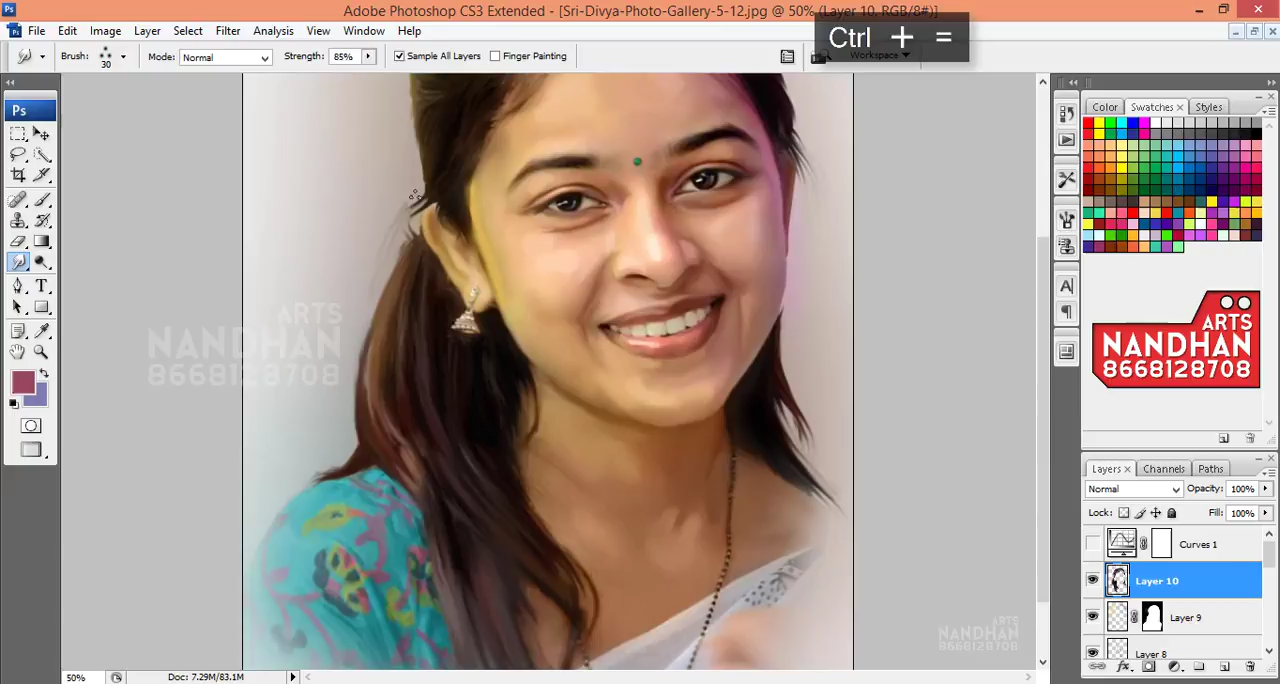 Adobe Photoshop CS3 Extended - [Sri-Divya-Photo-Gallery-5-12.jpg @ 50% (Layer 10, RGB/8#)]
Ctrl + =
File Edit Image Layer Select Filter Analysis View Window Help
Brush: 30 Mode: Normal Strength: 85% Sample All Layers Finger Painting Workspace
Ps
Color Swatches Styles
ARTS
NANDHAN
8668128708
ARTS
NANDHAN
8668128708
ARTS
NANDHAN
8668128708
Layers Channels Paths
Normal Opacity: 100%
Lock: Fill: 100%
Curves 1
Layer 10
Layer 9
Layer 8
50% Doc: 7.29M/83.1M